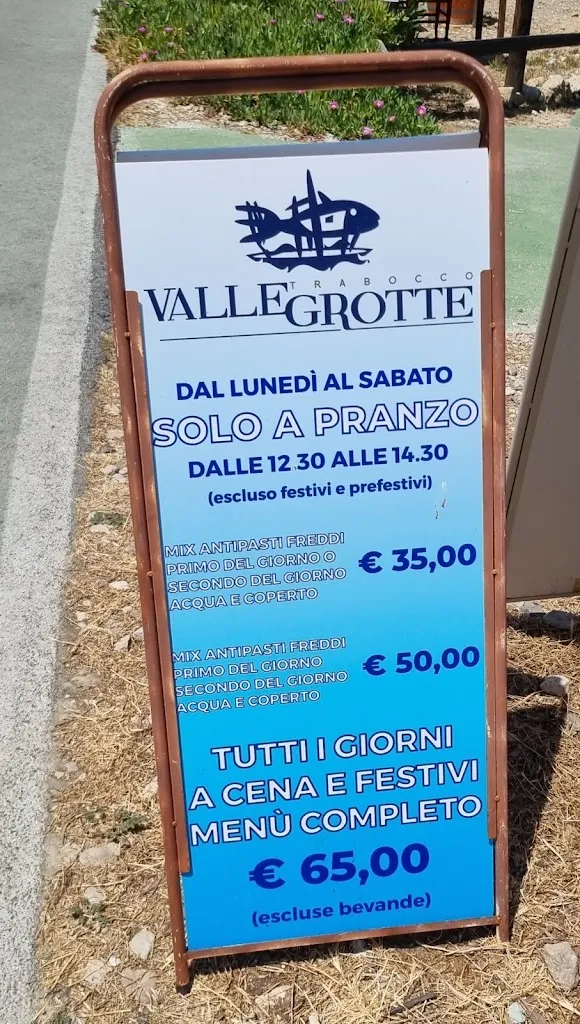 TRABOCCO
VALLEGROTTE
DAL LUNEDÌ AL SABATO
SOLO A PRANZO
DALLE 12.30 ALLE 14.30
(escluso festivi e prefestivi)
MIX ANTIPASTI FREDDI
PRIMO DEL GIORNO O
SECONDO DEL GIORNO
ACQUA E COPERTO
€ 35,00
MIX ANTIPASTI FREDDI
PRIMO DEL GIORNO
SECONDO DEL GIORNO
ACQUA E COPERTO
€ 50,00
TUTTI I GIORNI
A CENA E FESTIVI
MENÙ COMPLETO
€ 65,00
(escluse bevande)